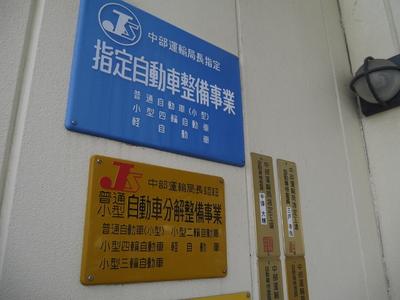 JS
中部運輸局長指定
指定自動車整備事業
普通自動車(小型)
小型四輪自動車
軽自動車
JS
中部運輸局長認証
普通
小型
自動車分解整備事業
普通自動車(小型) 小型二輪自動車
小型四輪自動車 軽自動車
小型三輪自動車